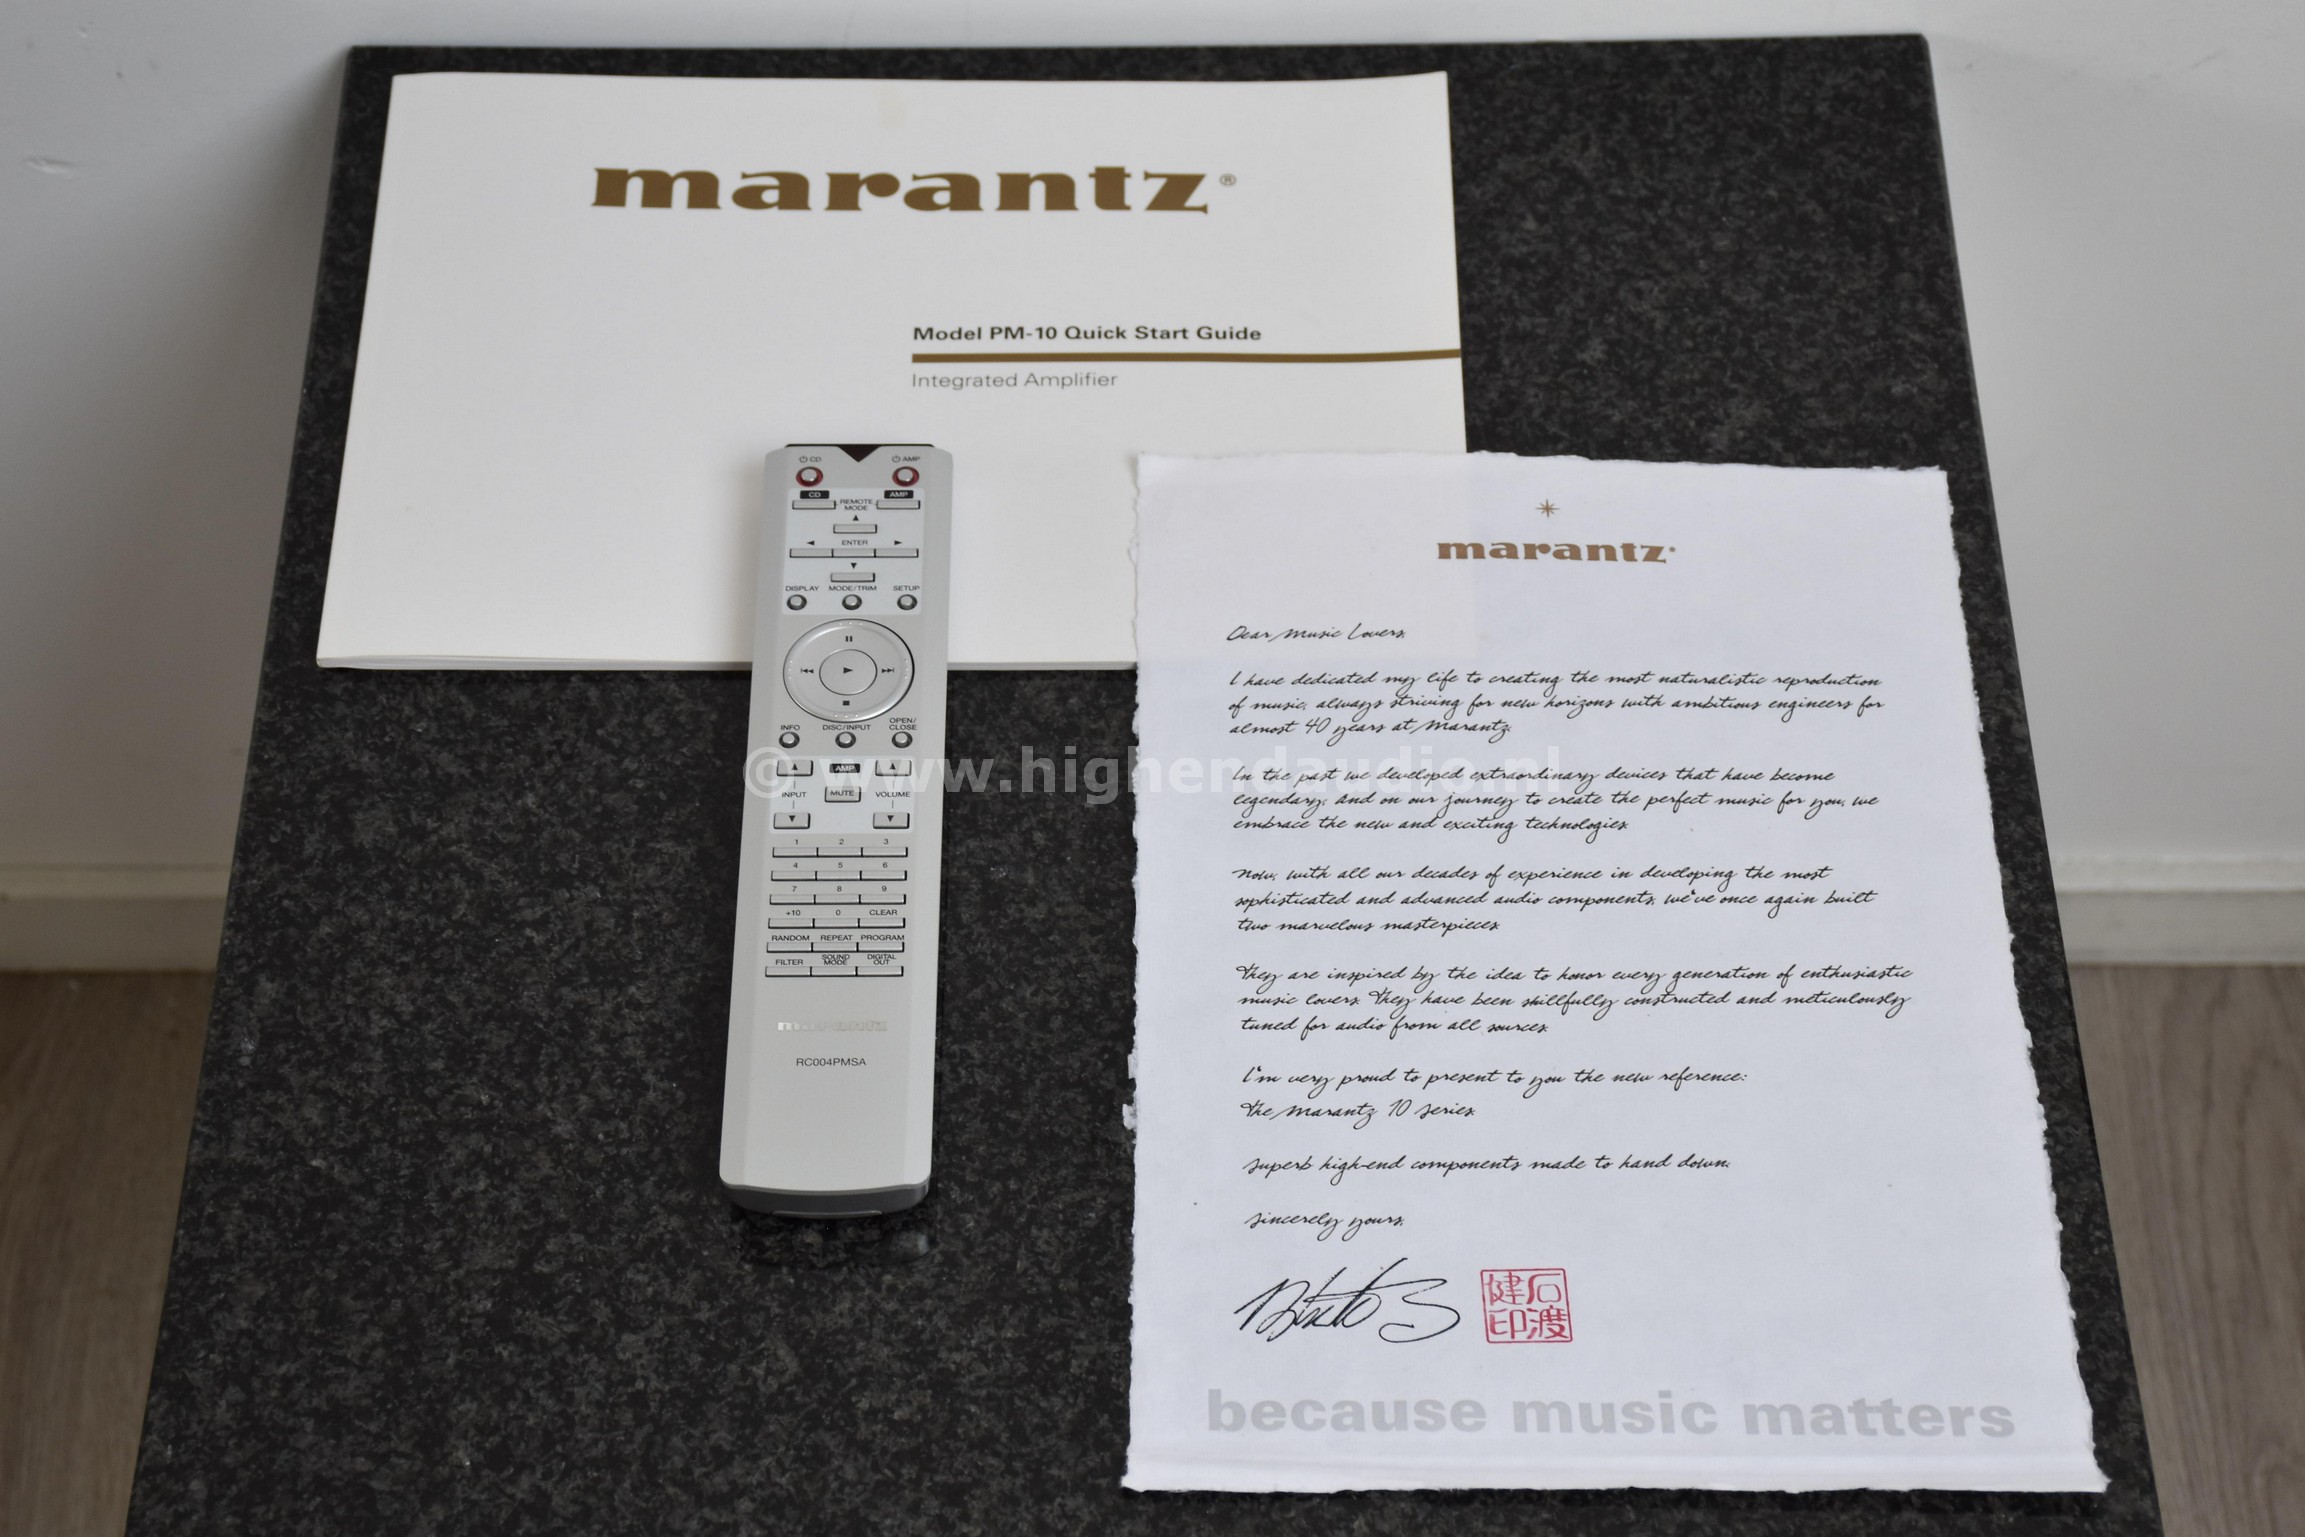 marantz®
Model PM-10 Quick Start Guide
Integrated Amplifier
CD AMP
CD AMP
REMOTE
MODE
ENTER
DISPLAY MODE/TRIM SETUP
INFO DISC/INPUT OPEN/
CLOSE
AMP
INPUT MUTE VOLUME
1 2 3
4 5 6
7 8 9
+10 0 CLEAR
RANDOM REPEAT PROGRAM
FILTER SOUND
MODE DIGITAL
OUT
marantz
RC004PMSA
marantz
Dear Music Lovers,
I have dedicated my life to creating the most naturalistic reproduction
of music, always striving for new horizons with ambitious engineers for
almost 40 years at Marantz.
In the past we developed extraordinary devices that have become
legendary. And on our journey to create the perfect music for you, we
embrace the new and exciting technologies.
Now, with all our decades of experience in developing the most
sophisticated and advanced audio components, we've once again built
two marvelous masterpieces.
They are inspired by the idea to honor every generation of enthusiastic
music lovers. They have been skillfully constructed and meticulously
tuned for audio from all sources.
I'm very proud to present to you the new reference:
The Marantz 10 Series.
Superb high-end components made to hand down.
Sincerely yours,
石渡
健印
because music matters
© www.highendaudio.nl